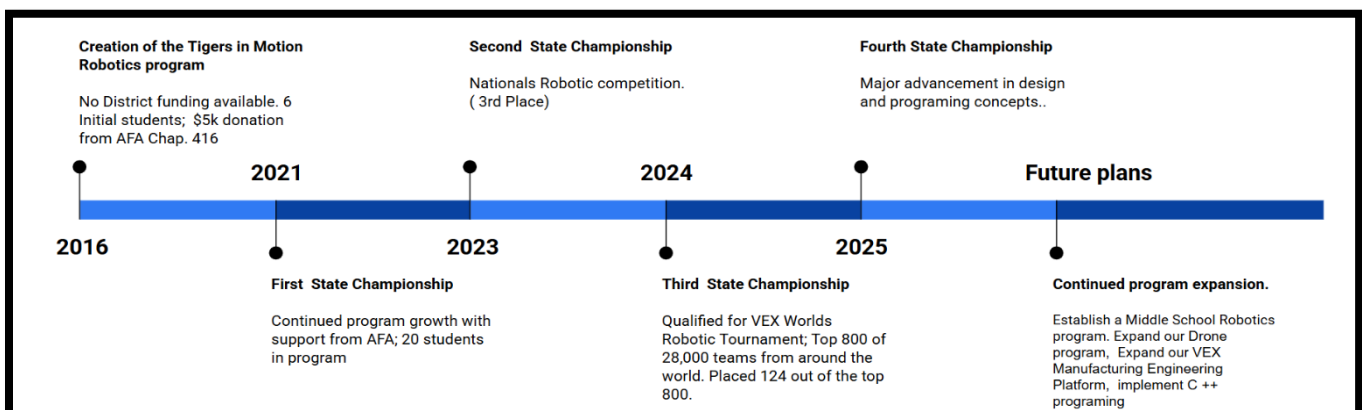 Creation of the Tigers in Motion
Robotics program
No District funding available. 6
Initial students; $5k donation
from AFA Chap. 416
Second State Championship
Nationals Robotic competition.
( 3rd Place)
Fourth State Championship
Major advancement in design
and programing concepts..
2021
2024
Future plans
2016
2023
2025
First State Championship
Continued program growth with
support from AFA; 20 students
in program
Third State Championship
Qualified for VEX Worlds
Robotic Tournament; Top 800 of
28,000 teams from around the
world. Placed 124 out of the top
800.
Continued program expansion.
Establish a Middle School Robotics
program. Expand our Drone
program, Expand our VEX
Manufacturing Engineering
Platform, implement C ++
programing